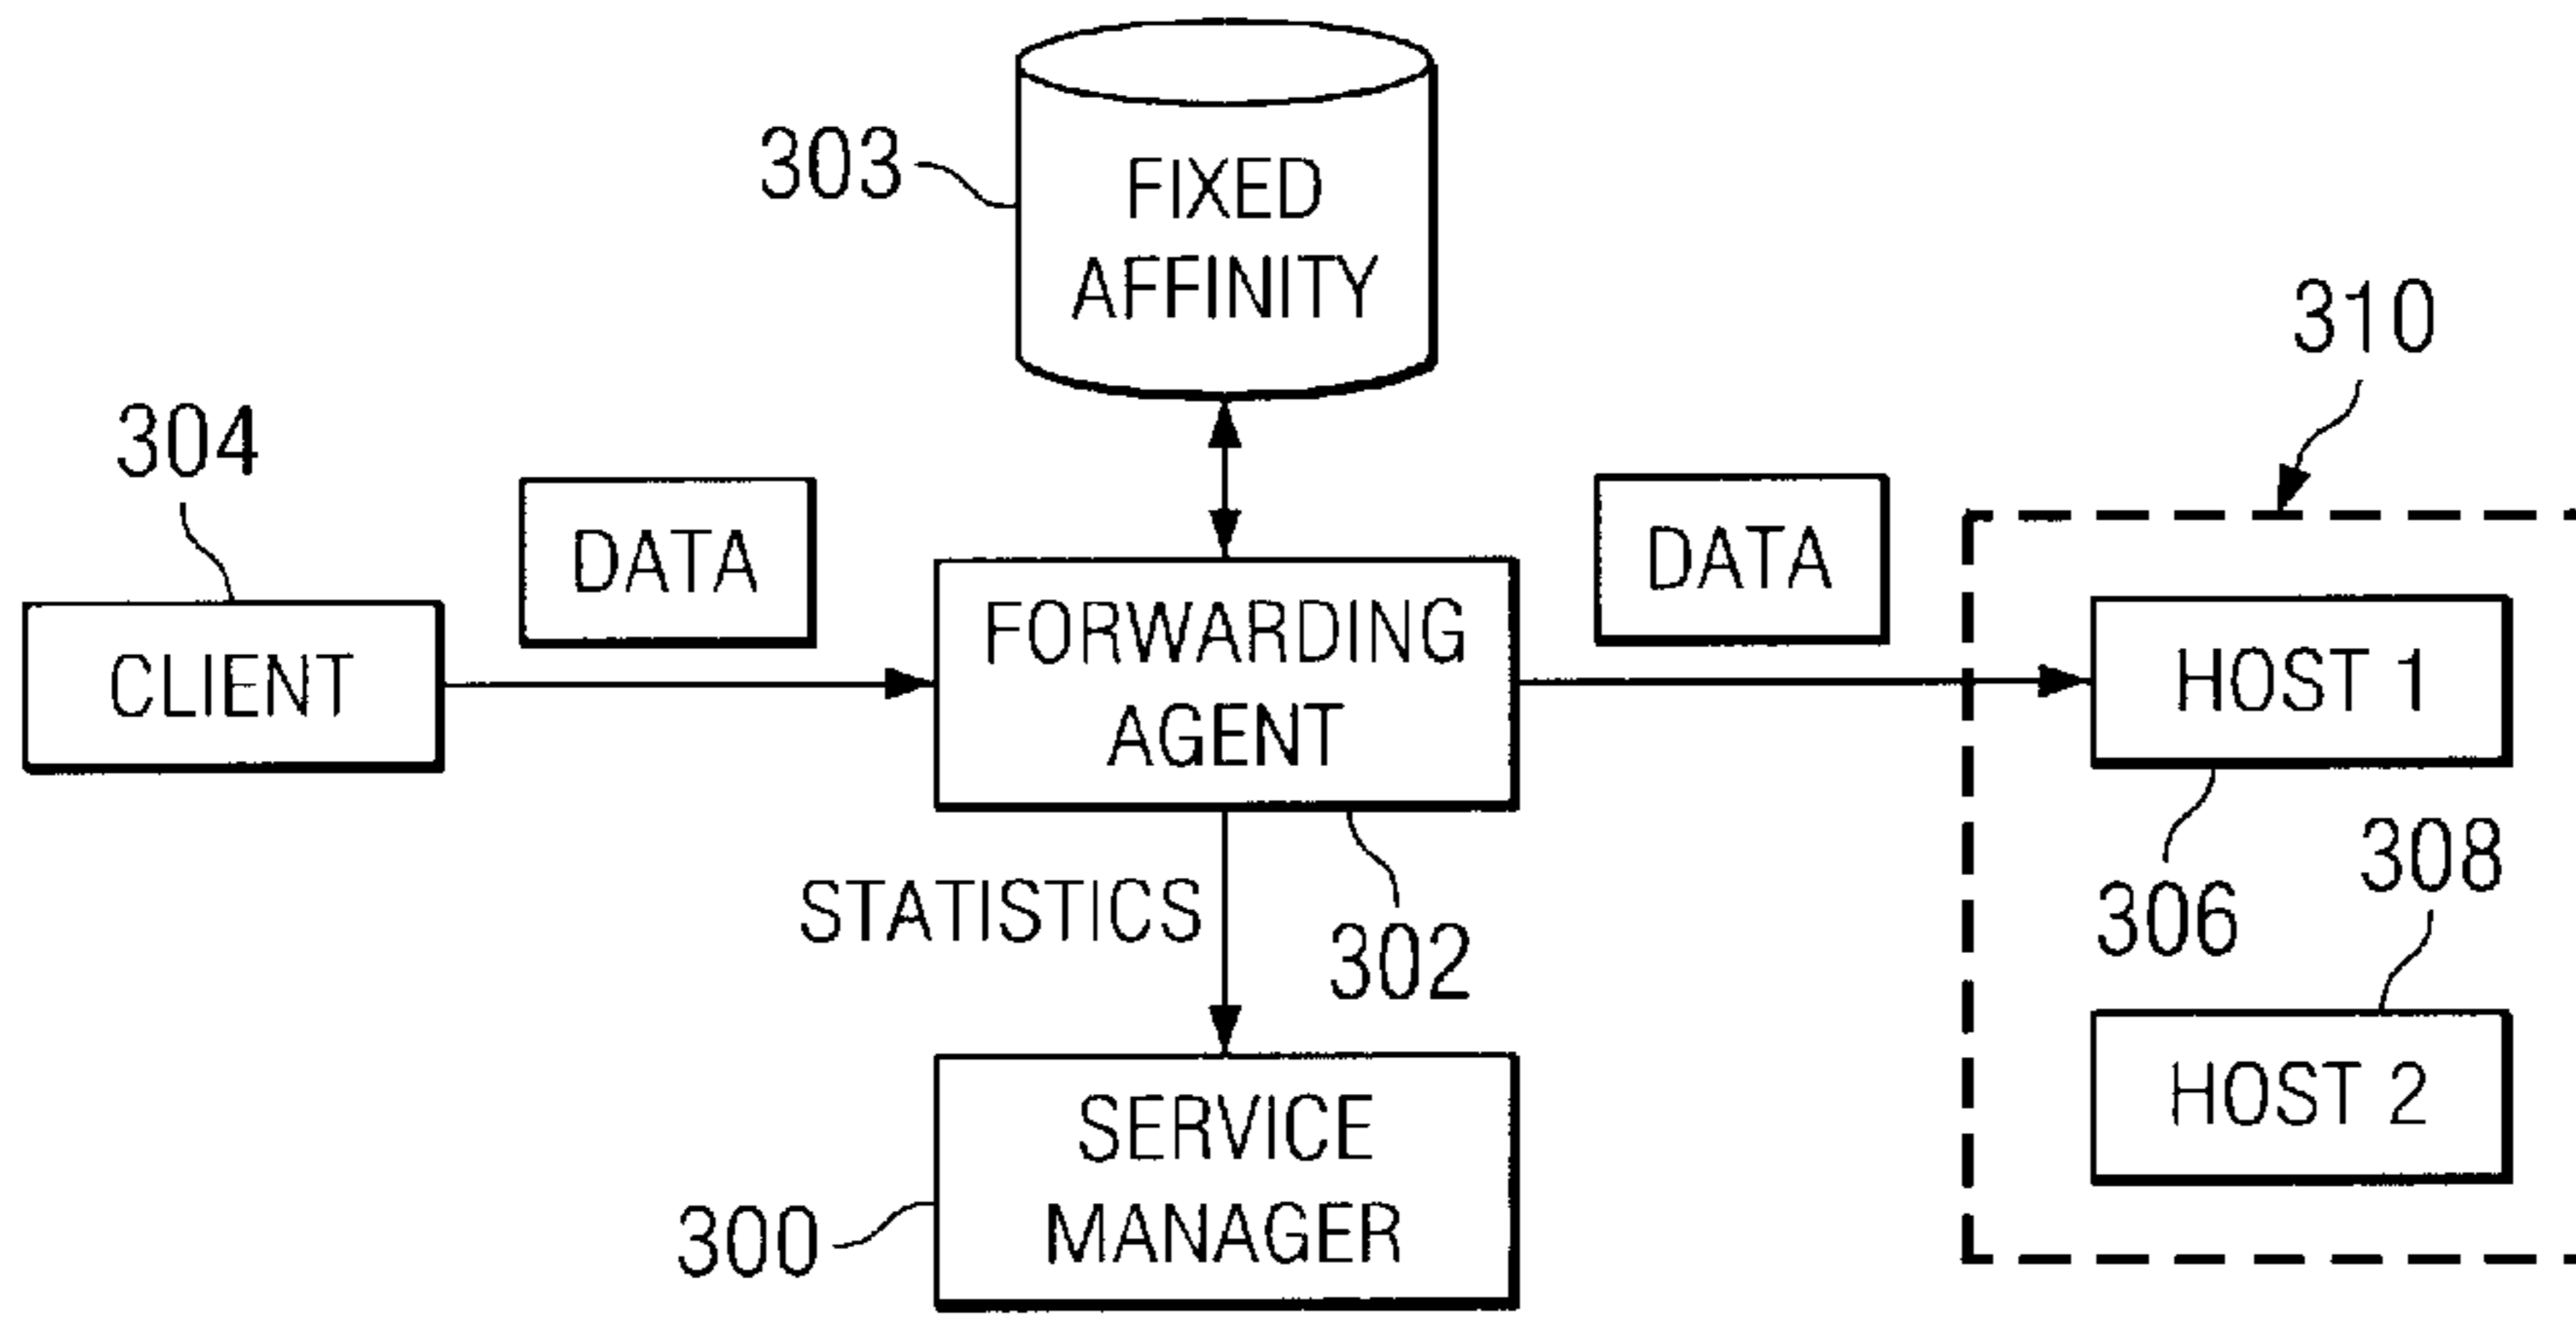 303
FIXED
AFFINITY
310
304
DATA
DATA
CLIENT
FORWARDING
AGENT
HOST 1
STATISTICS
302
306
308
SERVICE
MANAGER
300
HOST 2